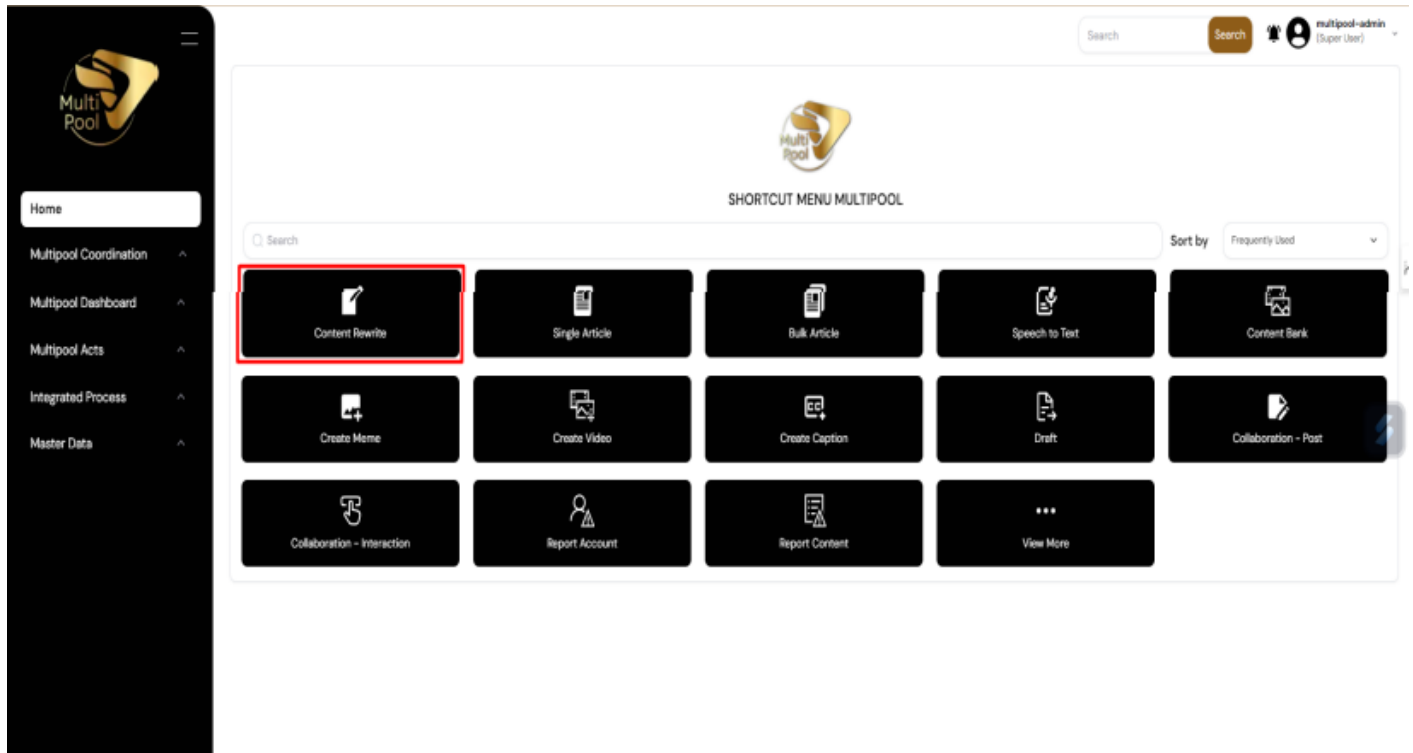 Search
Search
multipool-admin
(Super User)
Multi
Pool
Multi
Pool
SHORTCUT MENU MULTIPOOL
Home
Multipool Coordination
Multipool Dashboard
Multipool Acts
Integrated Process
Master Data
Search
Sort by
Frequently Used
Content Rewrite
Single Article
Bulk Article
Speech to Text
Content Bank
Create Meme
Create Video
CC
Create Caption
Draft
Collaboration - Post
Collaboration - Interaction
Report Account
Report Content
View More